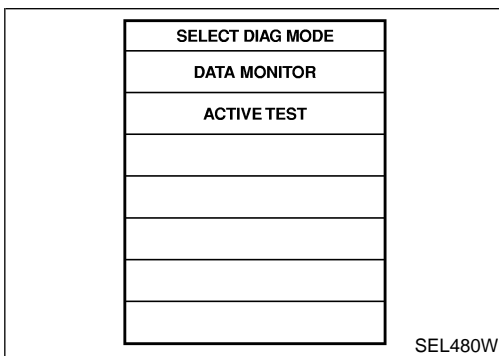 SELECT DIAG MODE
DATA MONITOR
ACTIVE TEST
SEL480W